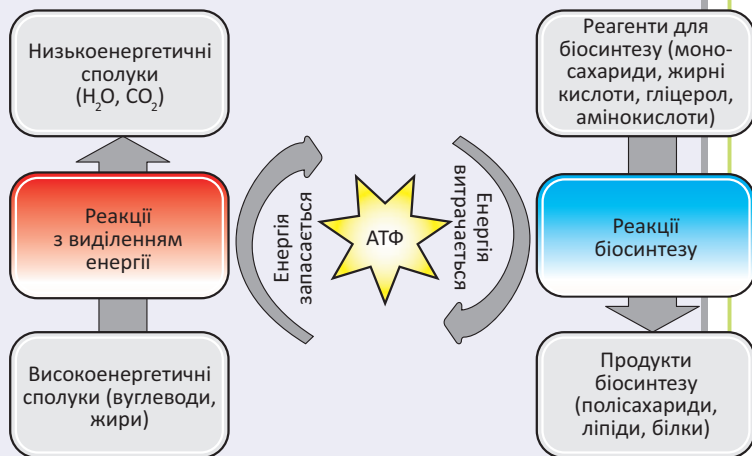 Низькоенергетичні
сполуки
(H₂O, CO₂)
Реакції
з виділенням
енергії
Високоенергетичні
сполуки (вуглеводи,
жири)
Енергія
запасається
АТФ
Енергія
витрачається
Реагенти для
біосинтезу (моно-
сахариди, жирні
кислоти, гліцерол,
амінокислоти)
Реакції
біосинтезу
Продукти
біосинтезу
(полісахариди,
ліпіди, білки)